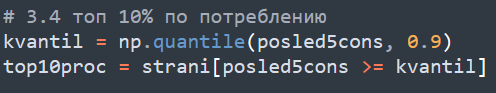 # 3.4 топ 10% по потреблению
kvantil = np.quantile(posled5cons, 0.9)
top10proc = strani[posled5cons >= kvantil]